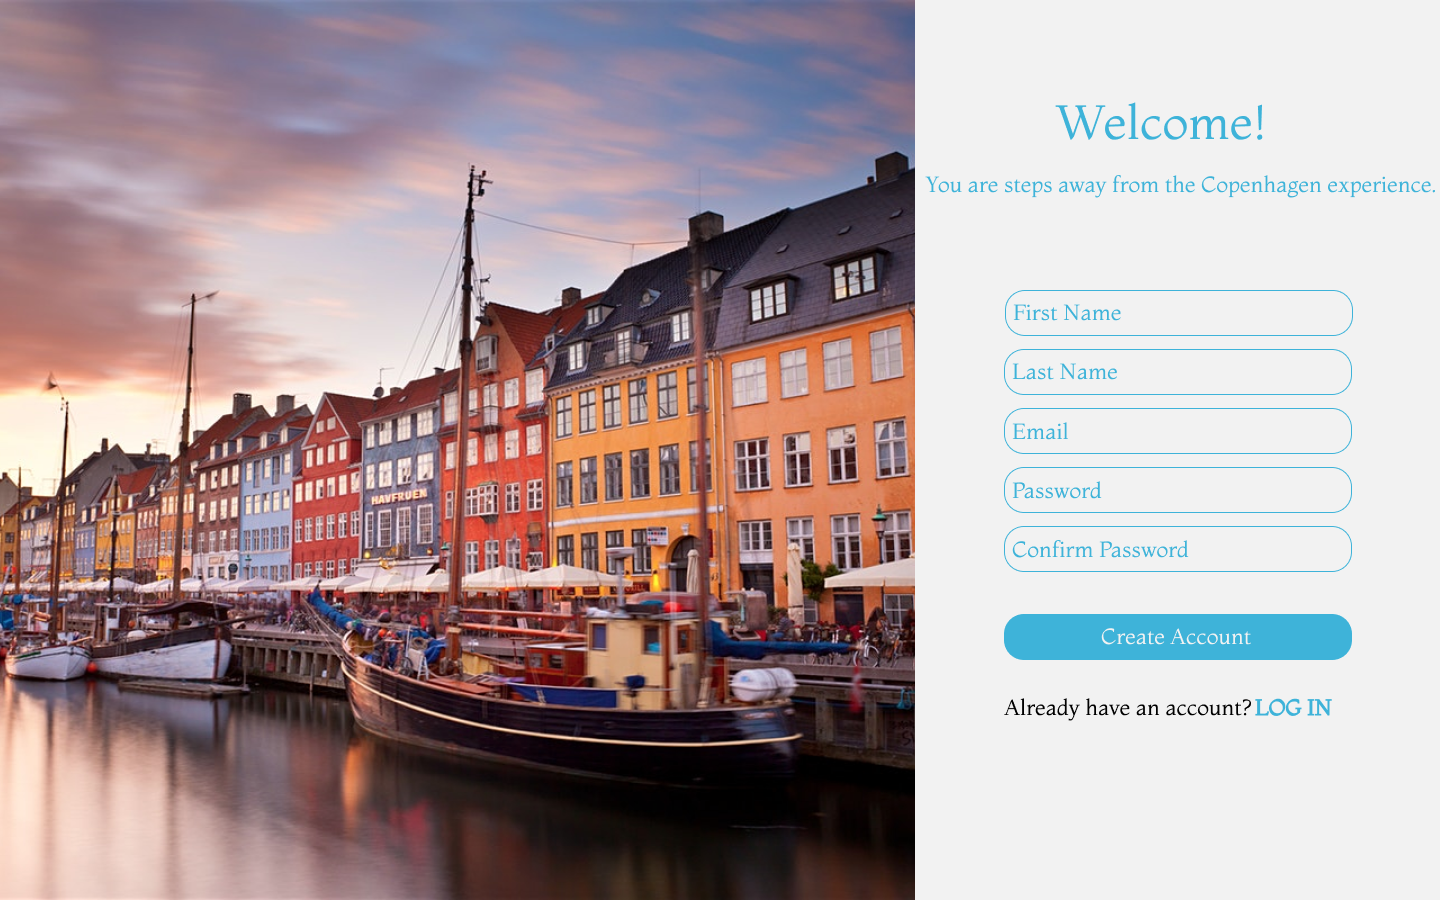 Welcome!
You are steps away from the Copenhagen experience.
HAVFRUEN
First Name
Last Name
Email
Password
Confirm Password
Create Account
Already have an account? LOG IN